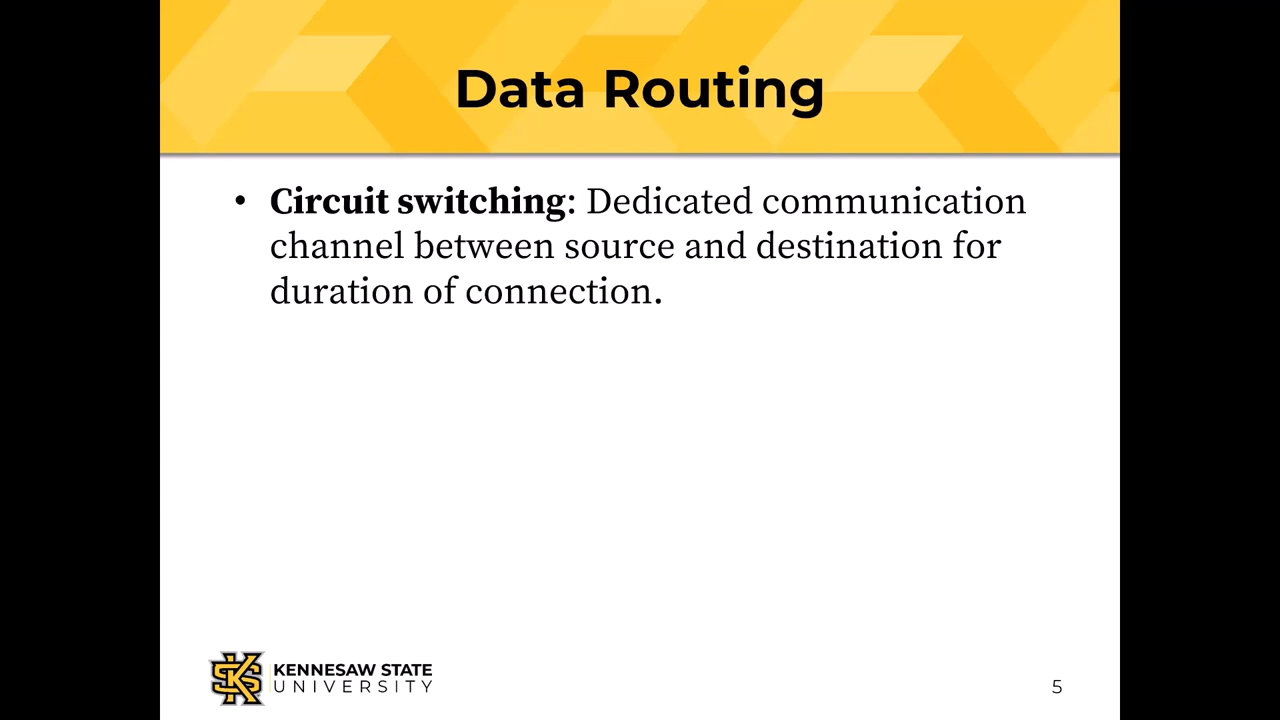 Data Routing
• Circuit switching: Dedicated communication
channel between source and destination for
duration of connection.
KS
KENNESAW STATE
UNIVERSITY
5